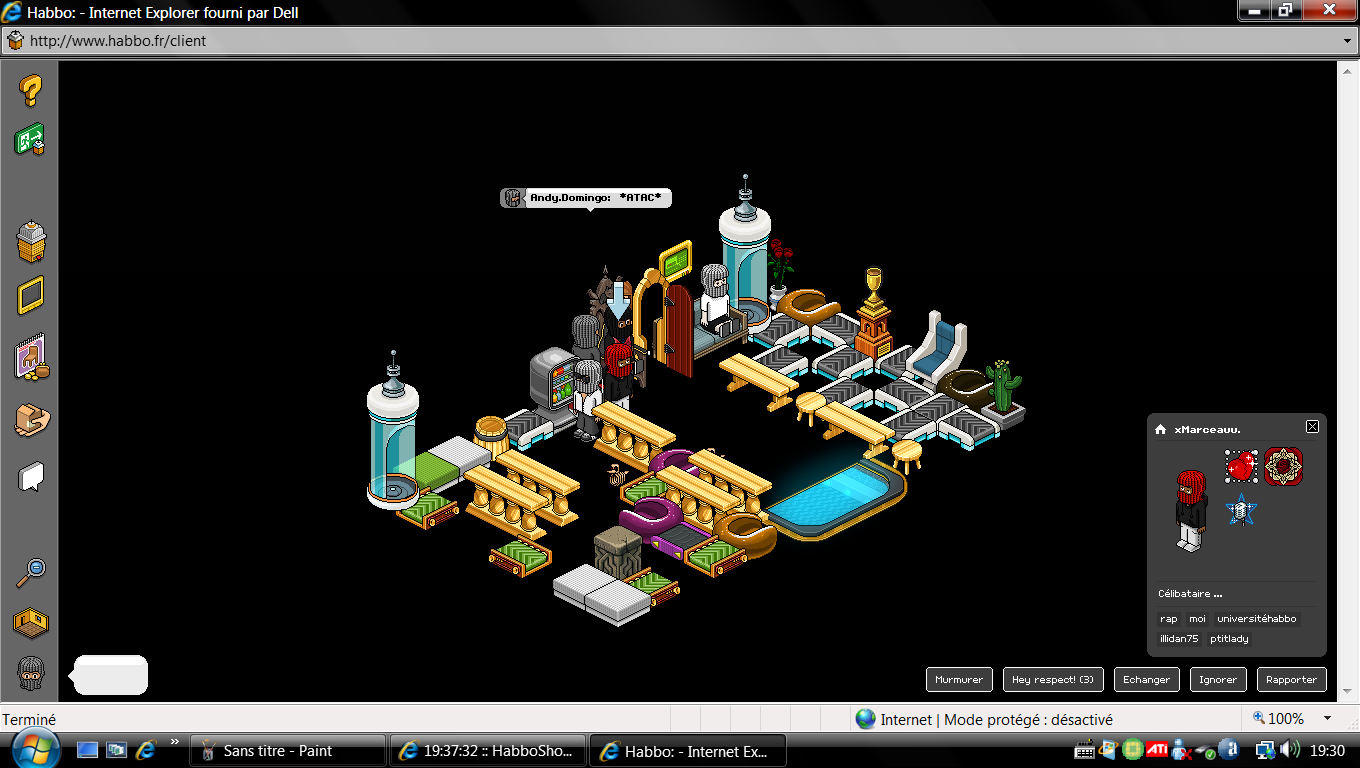 Habbo: - Internet Explorer fourni par Dell
http://www.habbo.fr/client
Andy.Domingo: *ATAC*
xMarceauu.
Célibataire ...
rap moi universitéhabbo
illidan75 ptitlady
Murmurer Hey respect! (3) Echanger Ignorer Rapporter
Terminé Internet | Mode protégé : désactivé 100%
» Sans titre - Paint 19:37:32 :: HabboSho... Habbo: - Internet Ex... ATI a 19:30